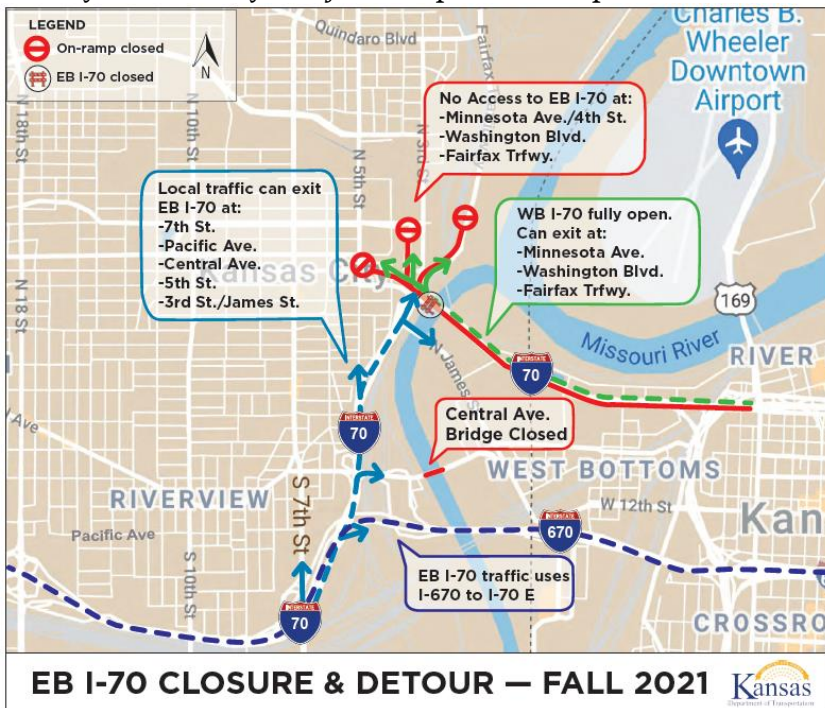 LEGEND
On-ramp closed
EB I-70 closed
N
Quindaro Blvd
Charles B.
Wheeler
Downtown
Airport
N 18th St
N 10th St
N 5th St
N 3rd St
No Access to EB I-70 at:
-Minnesota Ave./4th St.
-Washington Blvd.
-Fairfax Trfwy.
Local traffic can exit
EB I-70 at:
-7th St.
-Pacific Ave.
-Central Ave.
-5th St.
-3rd St./James St.
WB I-70 fully open.
Can exit at:
-Minnesota Ave.
-Washington Blvd.
-Fairfax Trfwy.
Kansas City
N 18 St
169
Missouri River
RIVER
N James S
INTERSTATE
70
Central Ave.
Bridge Closed
INTERSTATE
70
WEST BOTTOMS
RIVERVIEW
S 7th St
W 12th St
Kan
Pacific Ave
INTERSTATE
670
S 10th St
EB I-70 traffic uses
I-670 to I-70 E
INTERSTATE
70
CROSSRO
EB I-70 CLOSURE & DETOUR — FALL 2021
Kansas
Department of Transportation